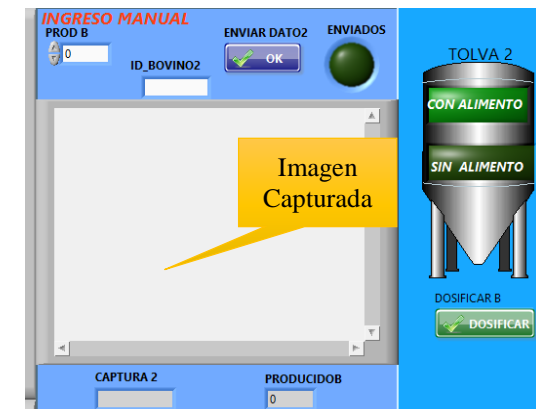 INGRESO MANUAL
PROD B
0
ID_BOVINO2
ENVIAR DATO2
OK
ENVIADOS
Imagen
Capturada
CAPTURA 2
PRODUCIDOB
0
TOLVA 2
CON ALIMENTO
SIN ALIMENTO
DOSIFICAR B
DOSIFICAR